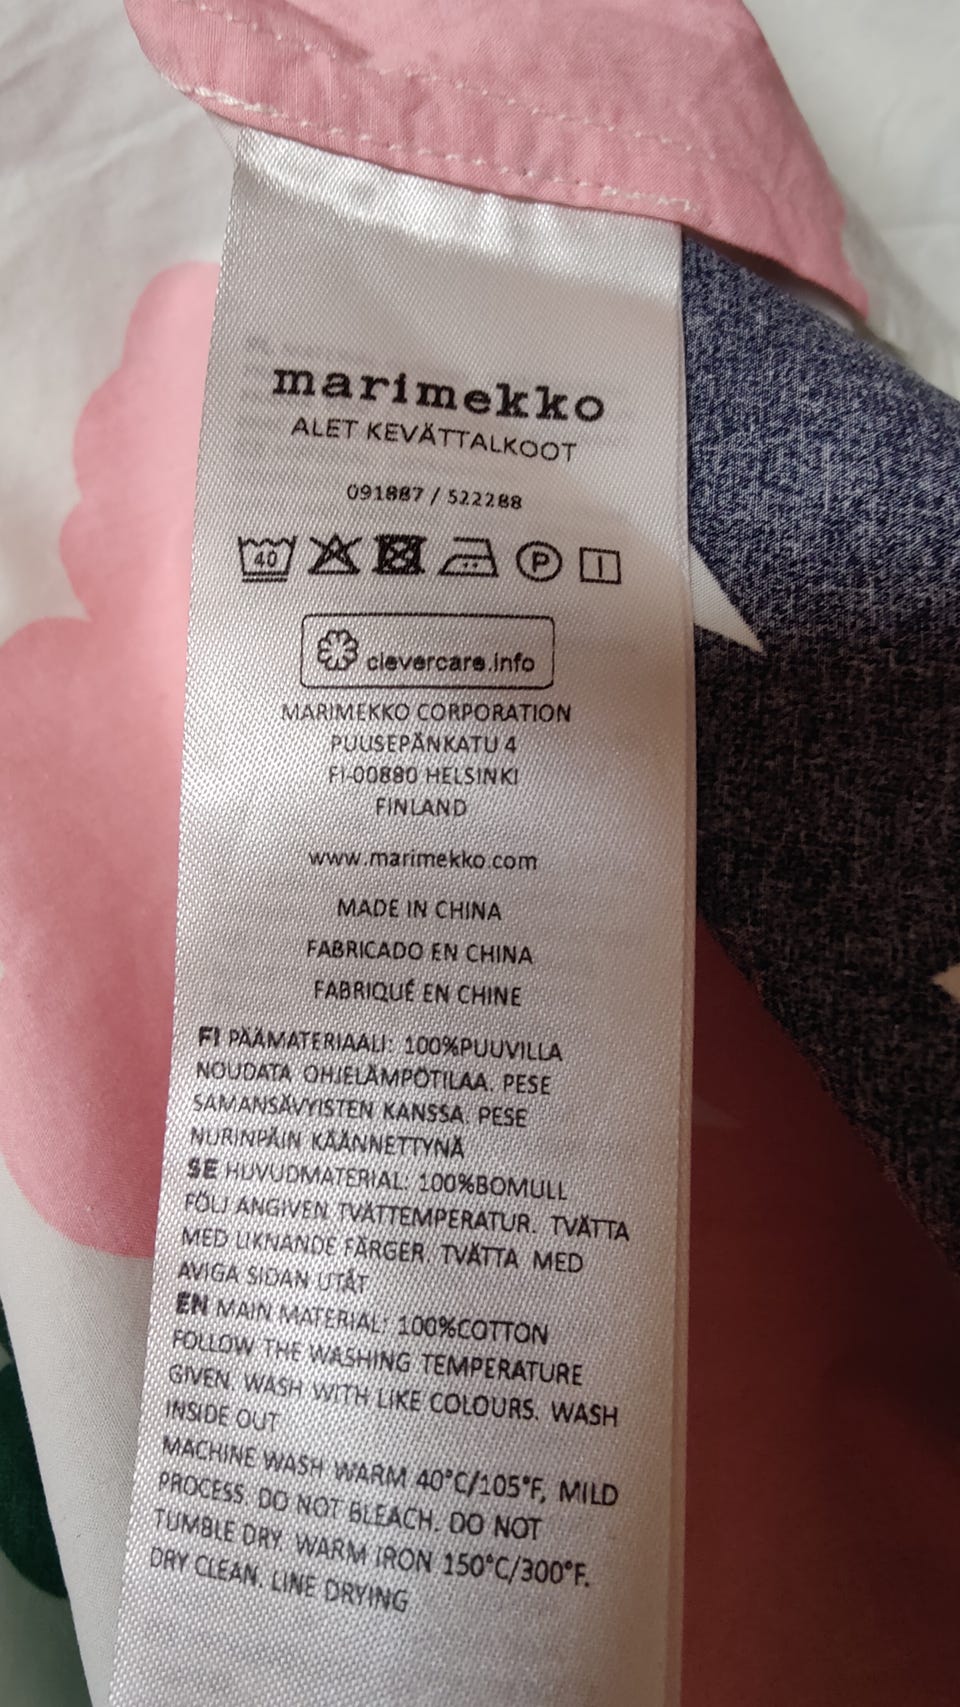 marimekko
ALET KEVÄTTALKOOT
091887 / 522288
40 P
clevercare.info
MARIMEKKO CORPORATION
PUUSEPÄNKATU 4
FI-00880 HELSINKI
FINLAND
www.marimekko.com
MADE IN CHINA
FABRICADO EN CHINA
FABRIQUÉ EN CHINE
FI PÄÄMATERIAALI: 100%PUUVILLA
NOUDATA OHJELÄMPÖTILAA. PESE
SAMANSÄVYISTEN KANSSA. PESE
NURINPÄIN KÄÄNNETTYNÄ
SE HUVUDMATERIAL: 100%BOMULL
FÖLJ ANGIVEN TVÄTTEMPERATUR. TVÄTTA
MED LIKNANDE FÄRGER. TVÄTTA MED
AVIGA SIDAN UTÅT
EN MAIN MATERIAL: 100%COTTON
FOLLOW THE WASHING TEMPERATURE
GIVEN. WASH WITH LIKE COLOURS. WASH
INSIDE OUT
MACHINE WASH WARM 40°C/105°F, MILD
PROCESS. DO NOT BLEACH. DO NOT
TUMBLE DRY. WARM IRON 150°C/300°F.
DRY CLEAN. LINE DRYING